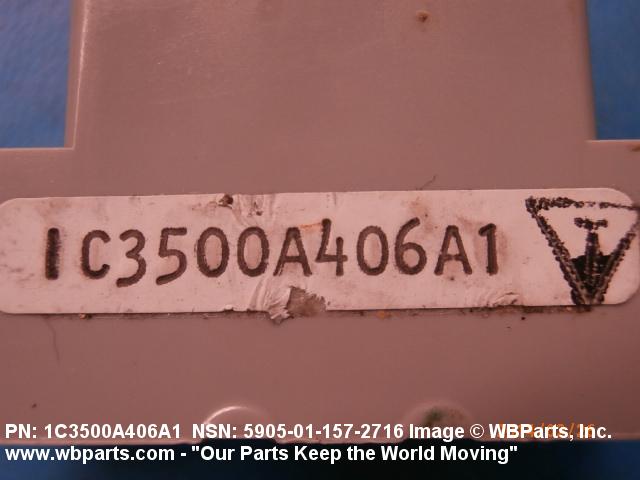 1C3500A406A1
PN: 1C3500A406A1 NSN: 5905-01-157-2716 Image © WBParts, Inc.
www.wbparts.com - "Our Parts Keep the World Moving"